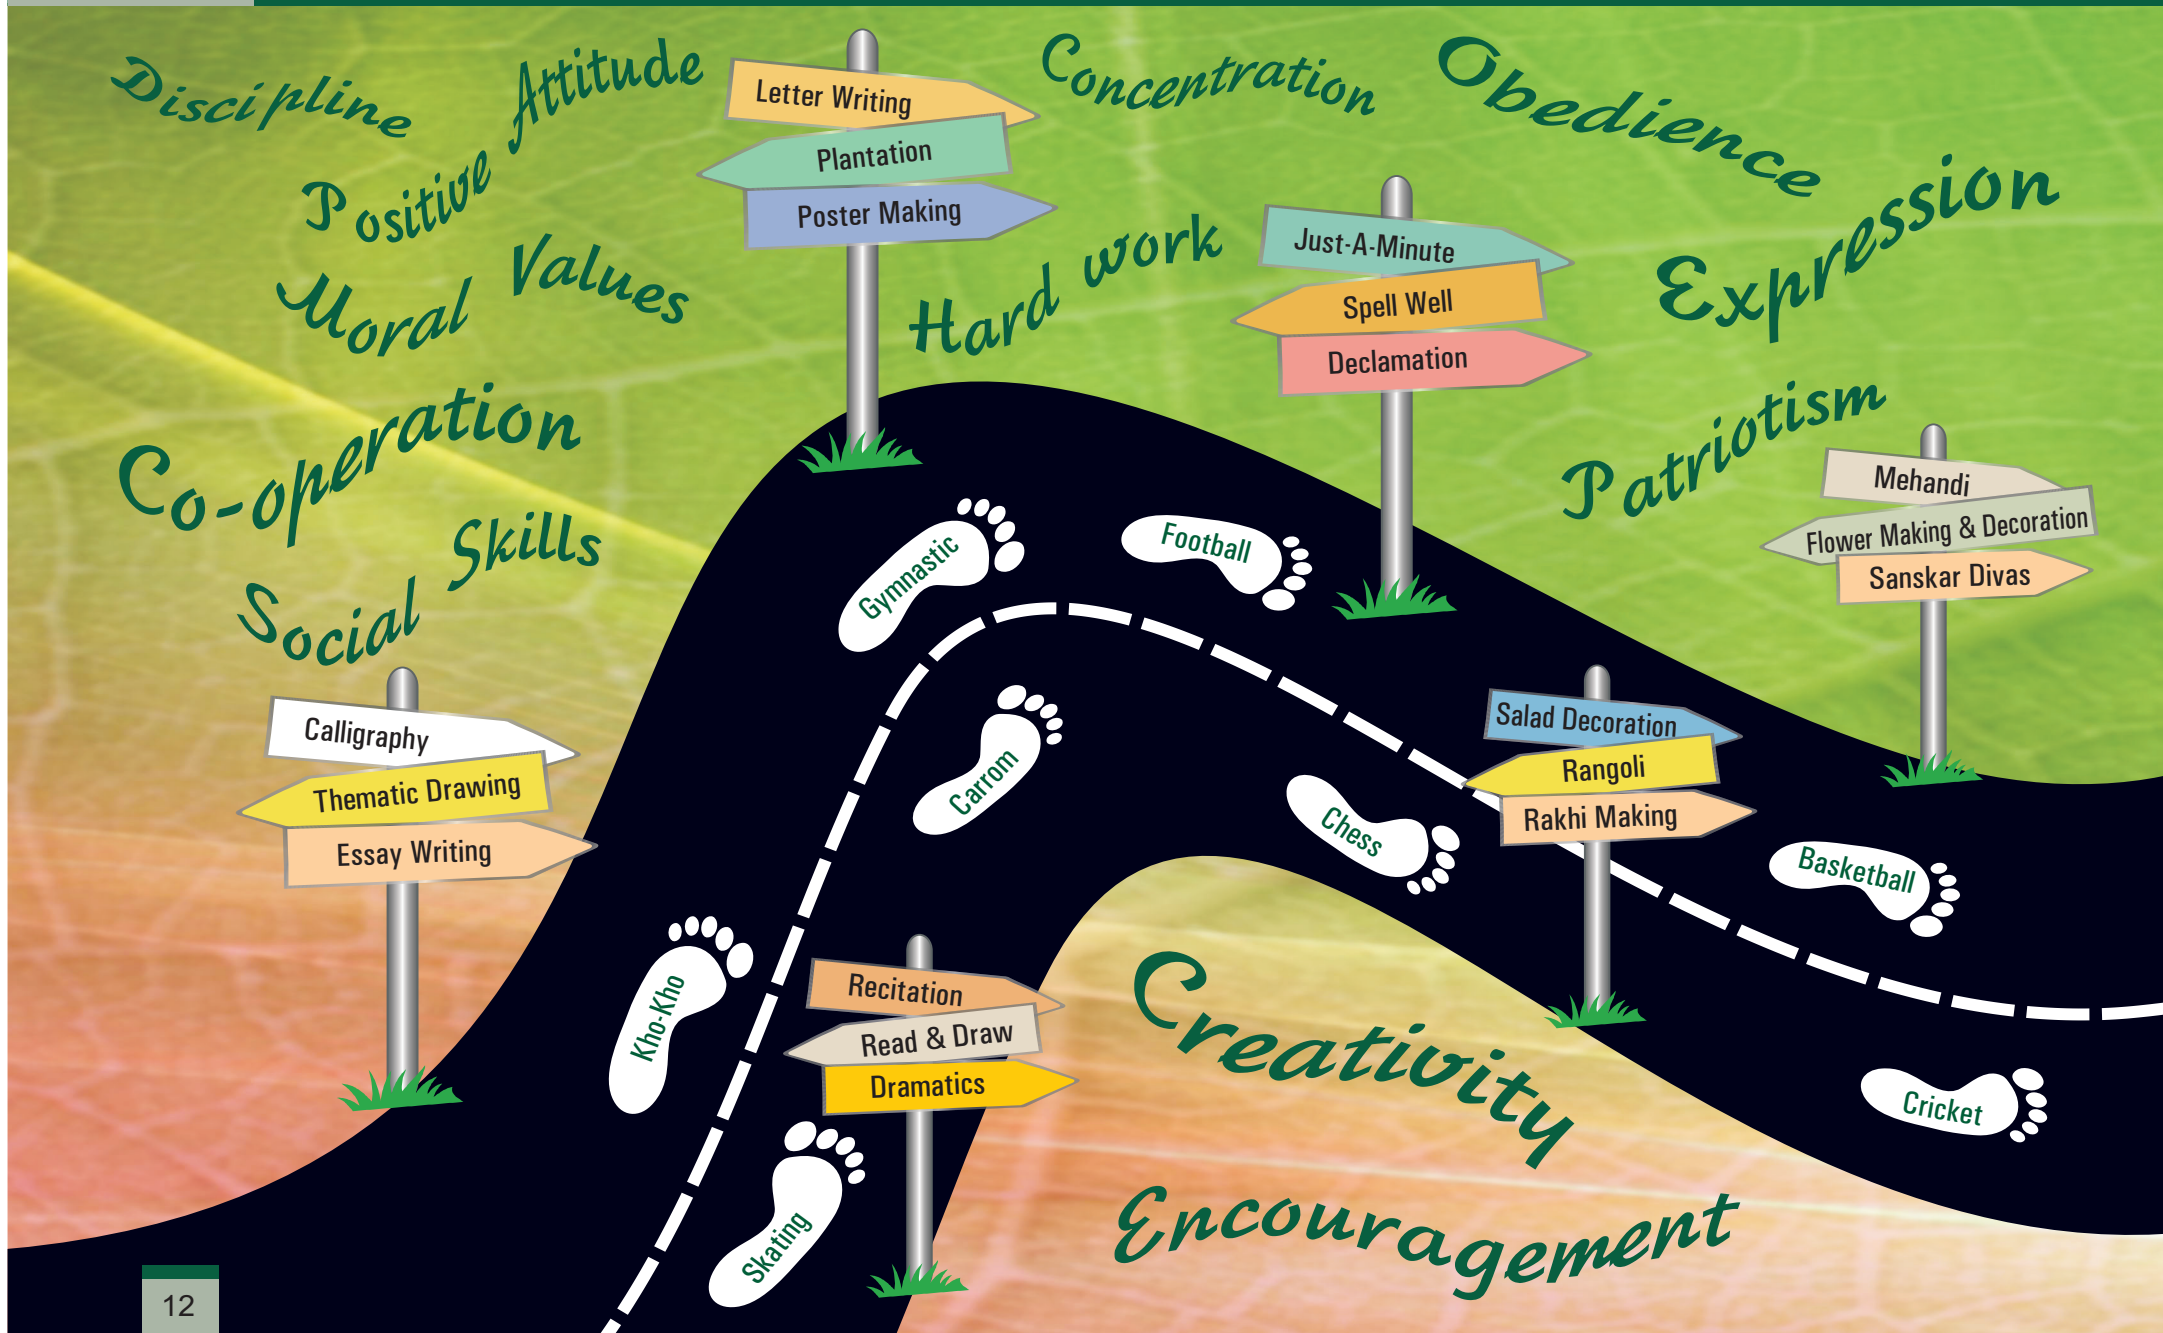 Discipline
Positive Attitude
Moral Values
Co-operation
Social Skills
Letter Writing
Plantation
Poster Making
Concentration
Obedience
Hard work
Just-A-Minute
Spell Well
Declamation
Expression
Patriotism
Mehandi
Flower Making & Decoration
Sanskar Divas
Calligraphy
Thematic Drawing
Essay Writing
Gymnastic
Football
Carrom
Chess
Salad Decoration
Rangoli
Rakhi Making
Basketball
Kho-Kho
Recitation
Read & Draw
Dramatics
Skating
Cricket
Creativity
Encouragement
12